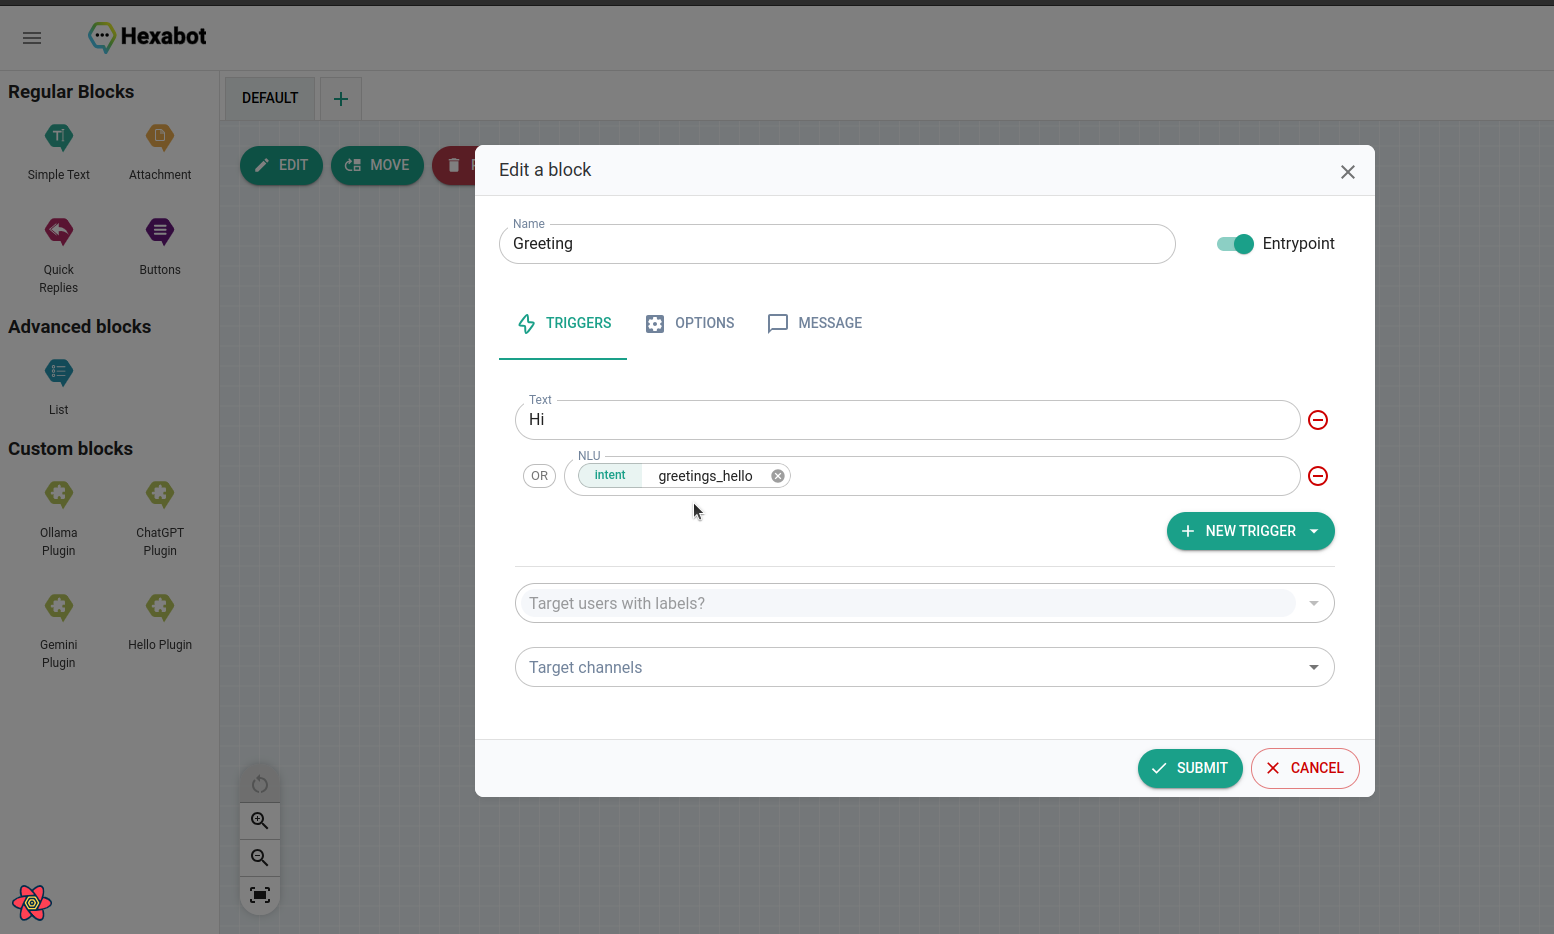 Hexabot
Regular Blocks
Simple Text
Attachment
Quick
Replies
Buttons
Advanced blocks
List
Custom blocks
Ollama
Plugin
ChatGPT
Plugin
Gemini
Plugin
Hello Plugin
DEFAULT
EDIT
MOVE
Edit a block
Name
Greeting
Entrypoint
TRIGGERS
OPTIONS
MESSAGE
Text
Hi
OR
NLU
intent
greetings_hello
NEW TRIGGER
Target users with labels?
Target channels
SUBMIT
CANCEL